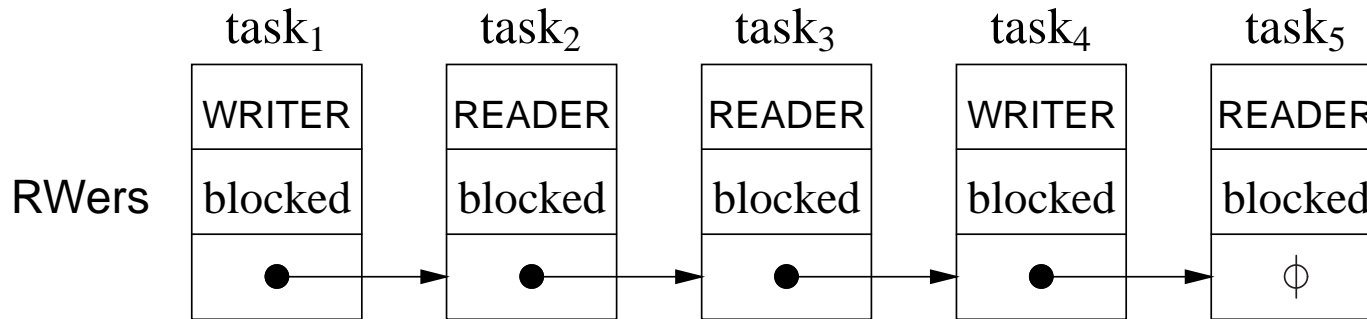 task₁ task₂ task₃ task₄ task₅
WRITER READER READER WRITER READER
RWers blocked blocked blocked blocked blocked
ϕ